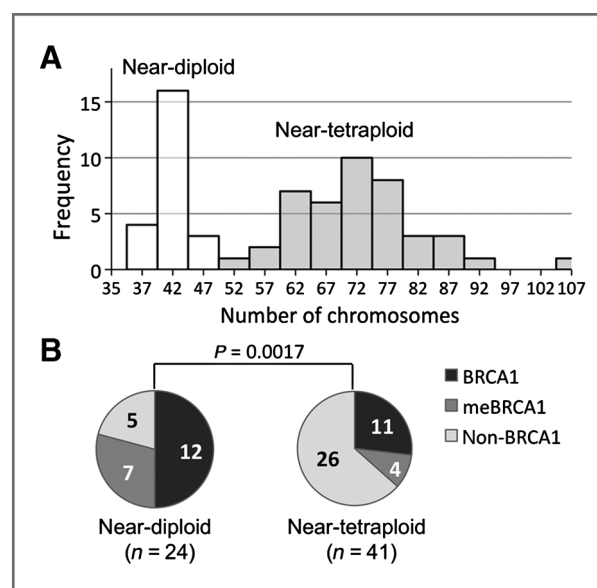 A
Near-diploid
Near-tetraploid
Frequency
15
10
5
0
35 37 42 47 52 57 62 67 72 77 82 87 92 97 102 107
Number of chromosomes
B
P = 0.0017
BRCA1
meBRCA1
Non-BRCA1
5
12
7
11
26
4
Near-diploid
(n = 24)
Near-tetraploid
(n = 41)